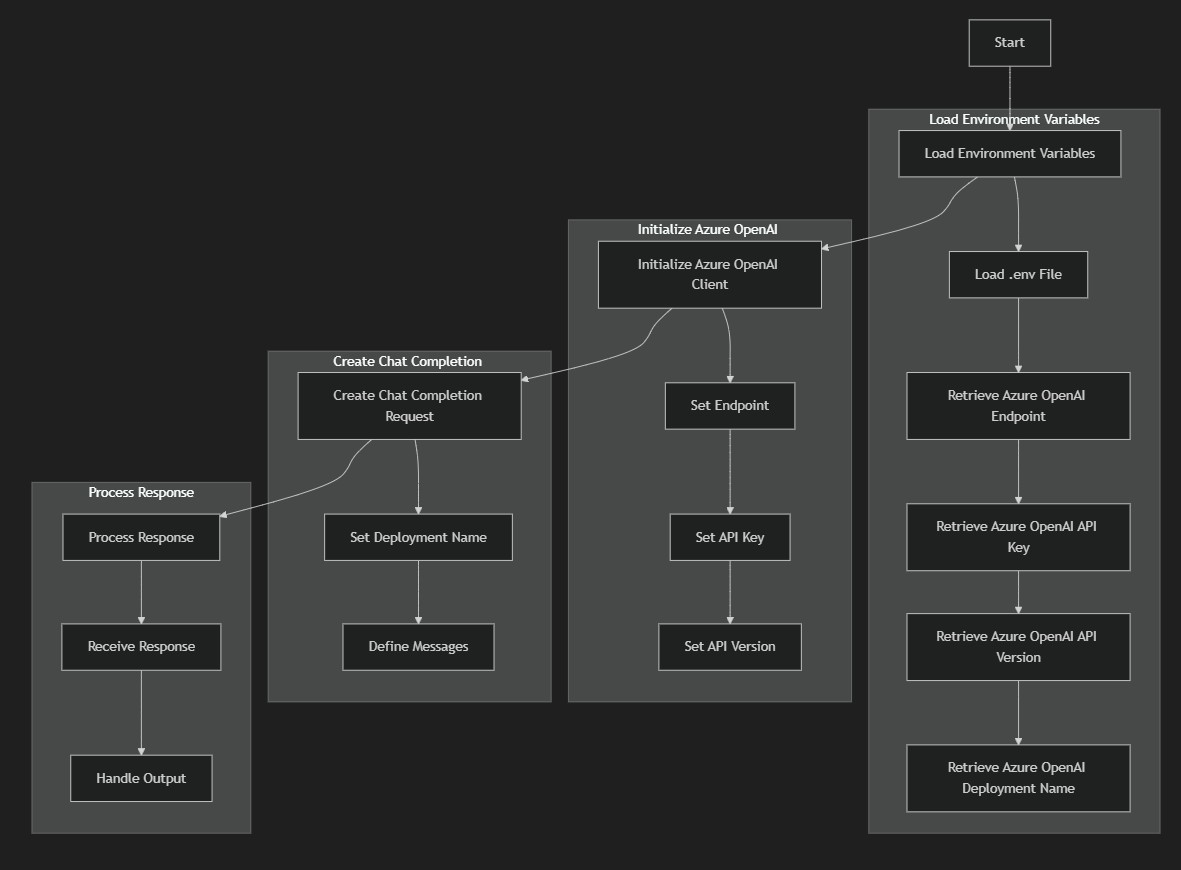 Start
Load Environment Variables
Load Environment Variables
Load .env File
Retrieve Azure OpenAI
Endpoint
Retrieve Azure OpenAI API
Key
Retrieve Azure OpenAI API
Version
Retrieve Azure OpenAI
Deployment Name
Initialize Azure OpenAI
Initialize Azure OpenAI
Client
Set Endpoint
Set API Key
Set API Version
Create Chat Completion
Create Chat Completion
Request
Set Deployment Name
Define Messages
Process Response
Process Response
Receive Response
Handle Output